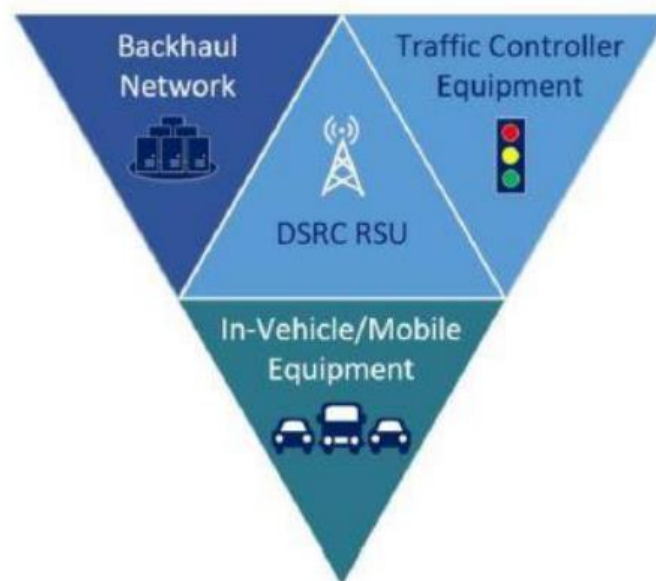 Backhaul
Network
Traffic Controller
Equipment
DSRC RSU
In-Vehicle/Mobile
Equipment